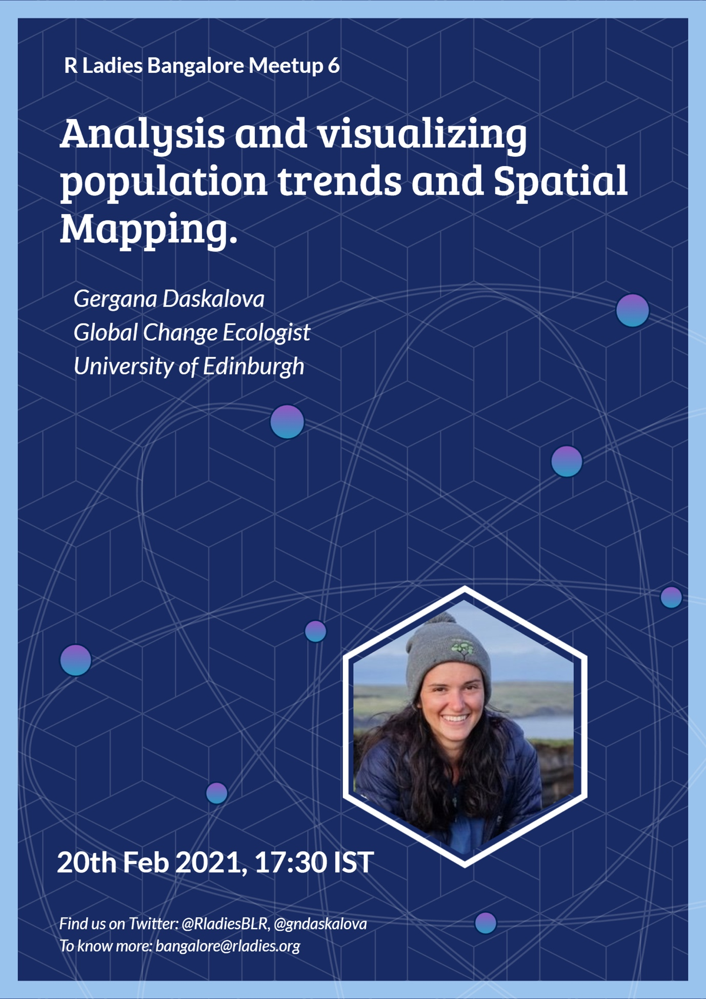 R Ladies Bangalore Meetup 6
Analysis and visualizing
population trends and Spatial
Mapping.
Gergana Daskalova
Global Change Ecologist
University of Edinburgh
20th Feb 2021, 17:30 IST
Find us on Twitter: @RladiesBLR, @gndaskalova
To know more: bangalore@rladies.org